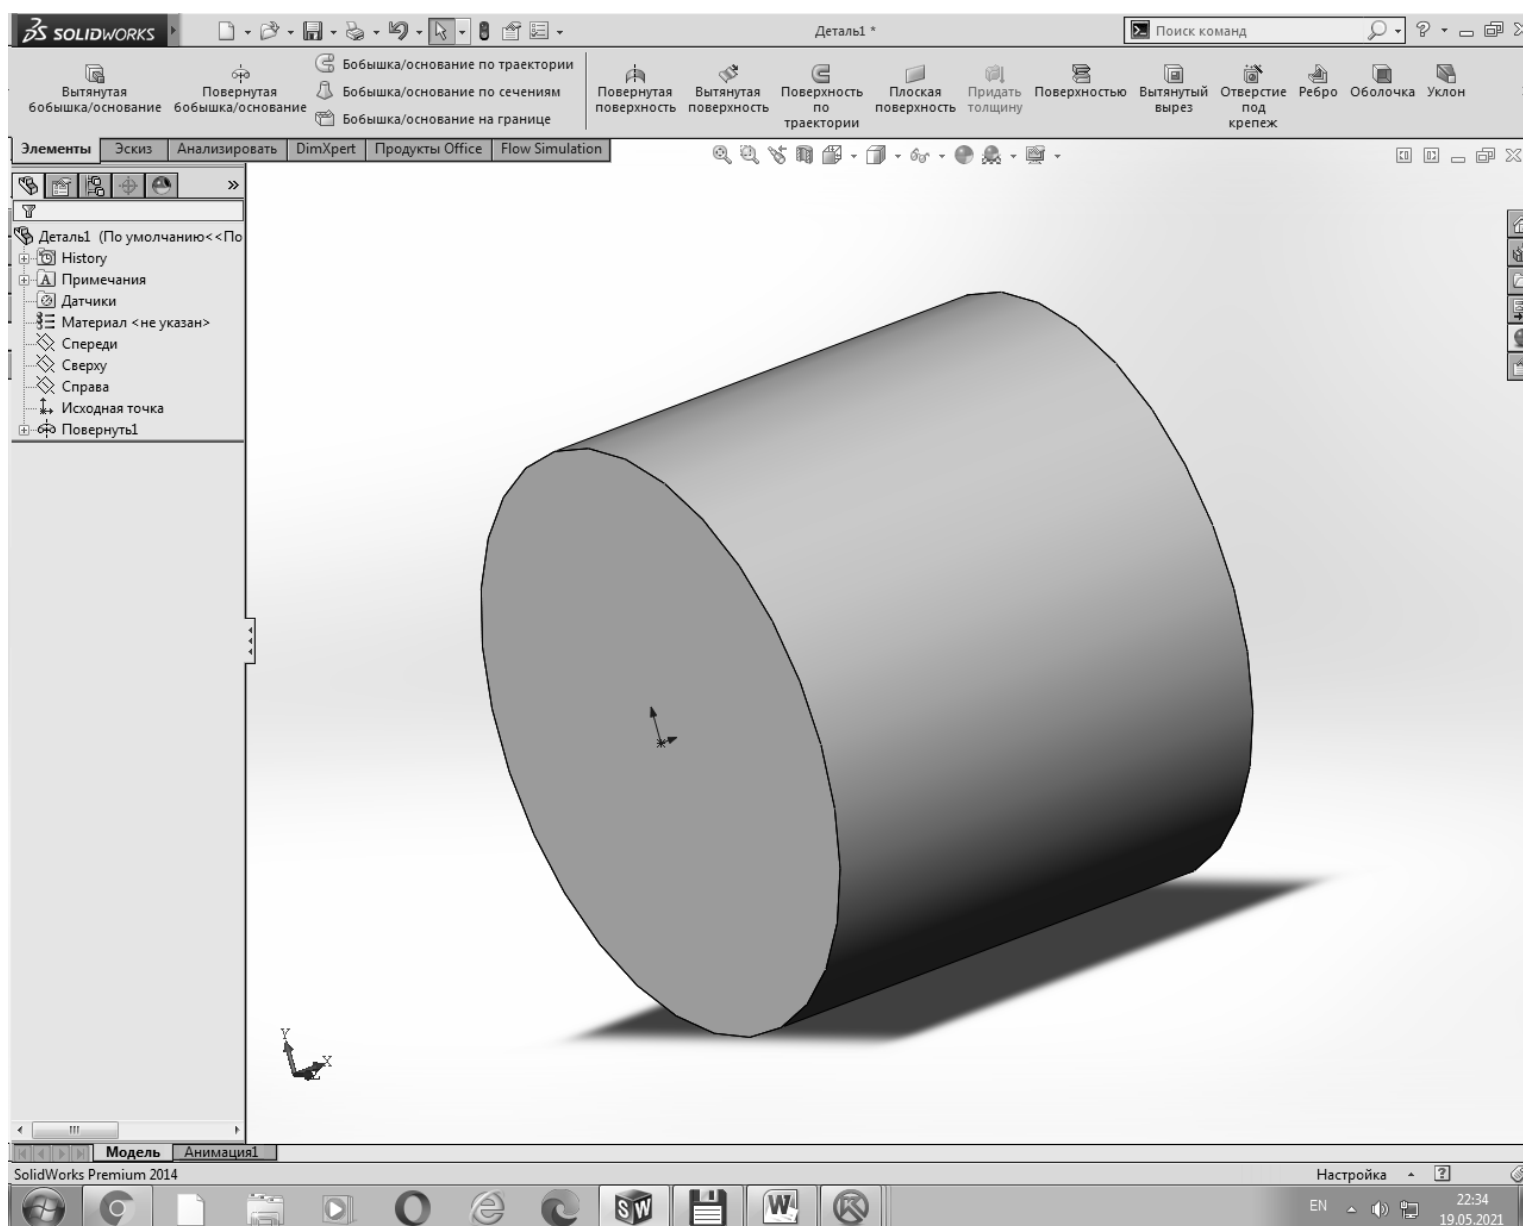 SOLIDWORKS
Деталь1 *
Поиск команд
Вытянутая
бобышка/основание
Повернутая
бобышка/основание
Бобышка/основание по траектории
Бобышка/основание по сечениям
Бобышка/основание на границе
Повернутая
поверхность
Вытянутая
поверхность
Поверхность
по
траектории
Плоская
поверхность
Придать
толщину
Поверхностью
Вытянутый
вырез
Отверстие
под
крепеж
Ребро
Оболочка
Уклон
Элементы
Эскиз
Анализировать
DimXpert
Продукты Office
Flow Simulation
Деталь1 (По умолчанию<<По
History
Примечания
Датчики
Материал <не указан>
Спереди
Сверху
Справа
Исходная точка
Повернуть1
Y
X
Z
Модель
Анимация1
SolidWorks Premium 2014
Настройка
SW
W
EN
22:34
19.05.2021